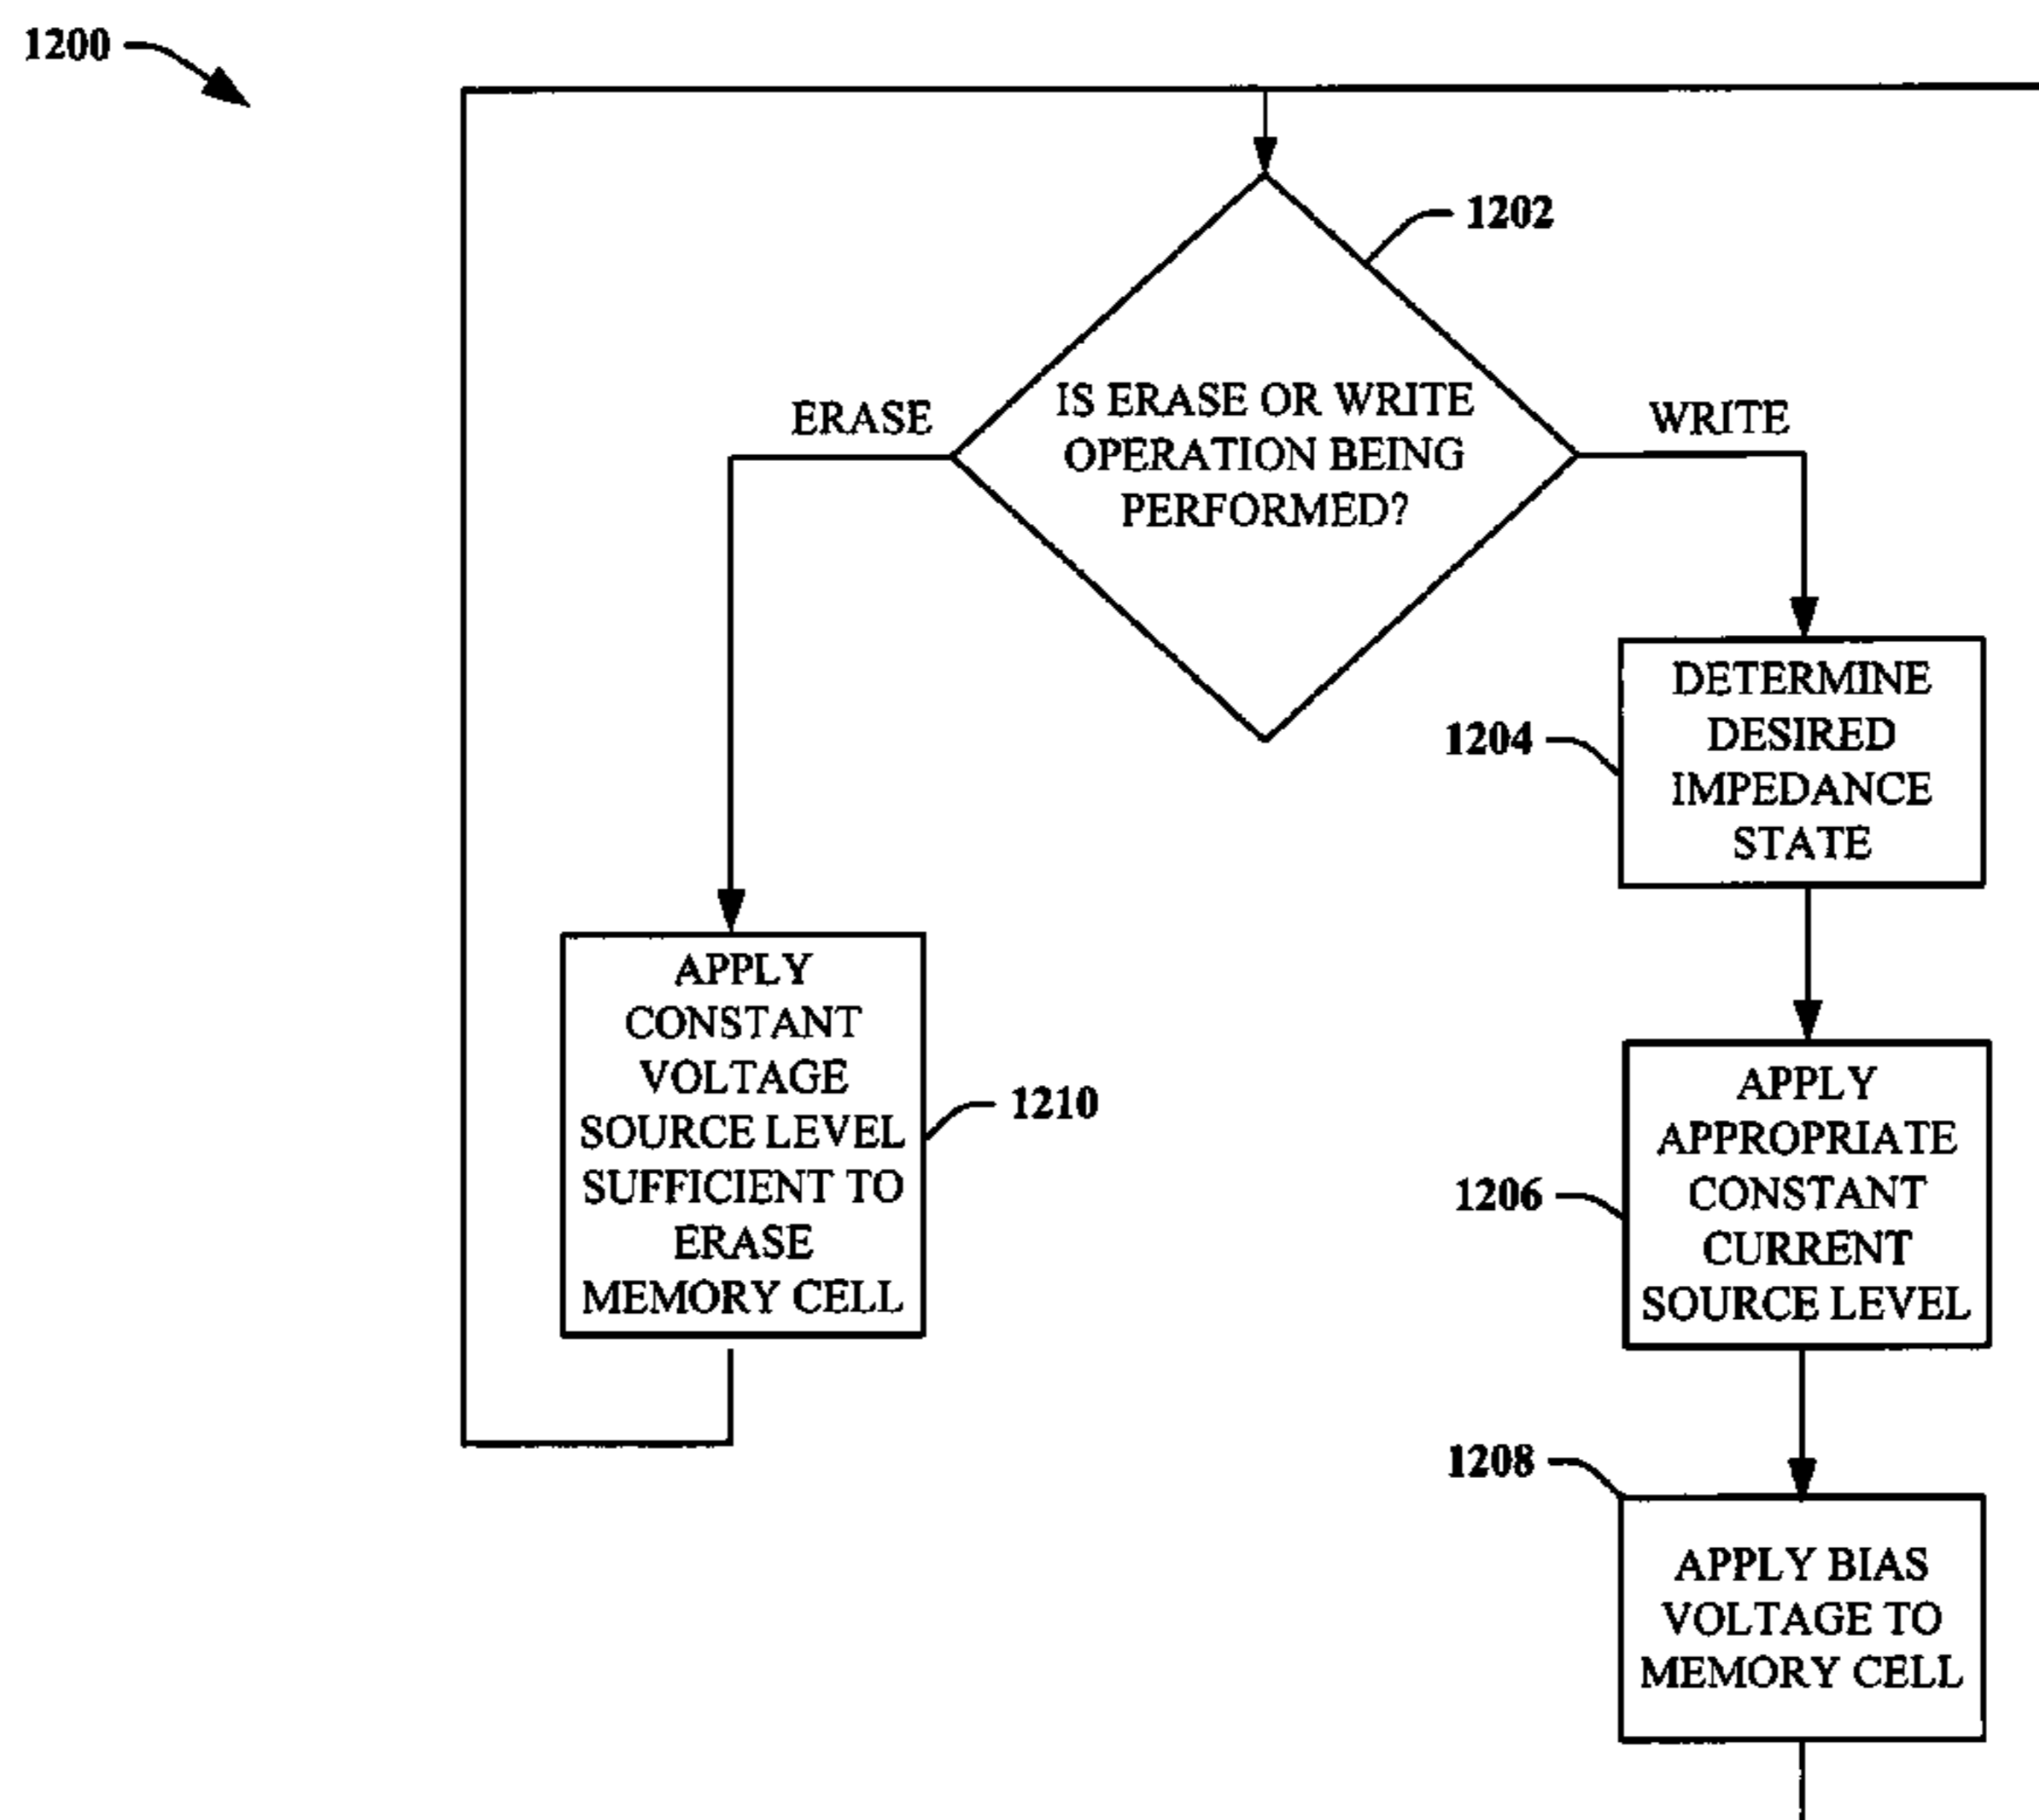 1200
1202
IS ERASE OR WRITE
OPERATION BEING
PERFORMED?
ERASE
WRITE
1204
DETERMINE
DESIRED
IMPEDANCE
STATE
APPLY
CONSTANT
VOLTAGE
SOURCE LEVEL
SUFFICIENT TO
ERASE
MEMORY CELL
1210
1206
APPLY
APPROPRIATE
CONSTANT
CURRENT
SOURCE LEVEL
1208
APPLY BIAS
VOLTAGE TO
MEMORY CELL